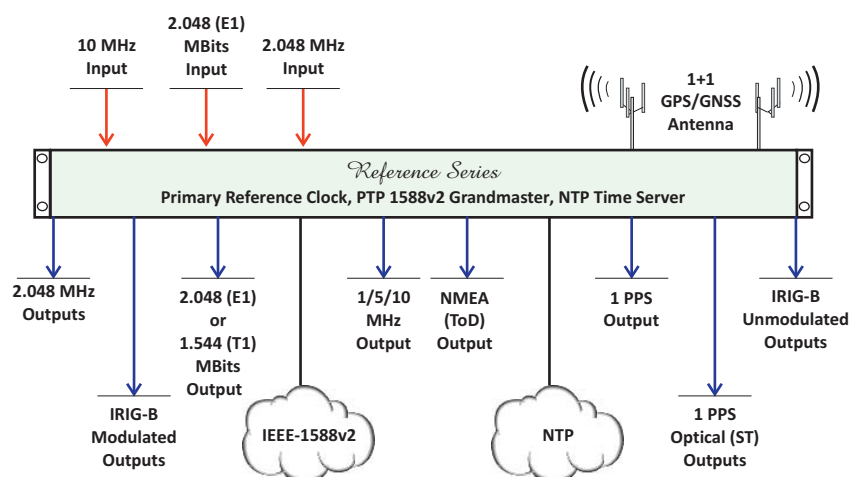 10 MHz
Input
2.048 (E1)
MBits
Input
2.048 MHz
Input
1+1
GPS/GNSS
Antenna
Reference Series
Primary Reference Clock, PTP 1588v2 Grandmaster, NTP Time Server
2.048 MHz
Outputs
IRIG-B
Modulated
Outputs
2.048 (E1)
or
1.544 (T1)
MBits
Output
IEEE-1588v2
1/5/10
MHz
Output
NMEA
(ToD)
Output
NTP
1 PPS
Output
1 PPS
Optical (ST)
Outputs
IRIG-B
Unmodulated
Outputs